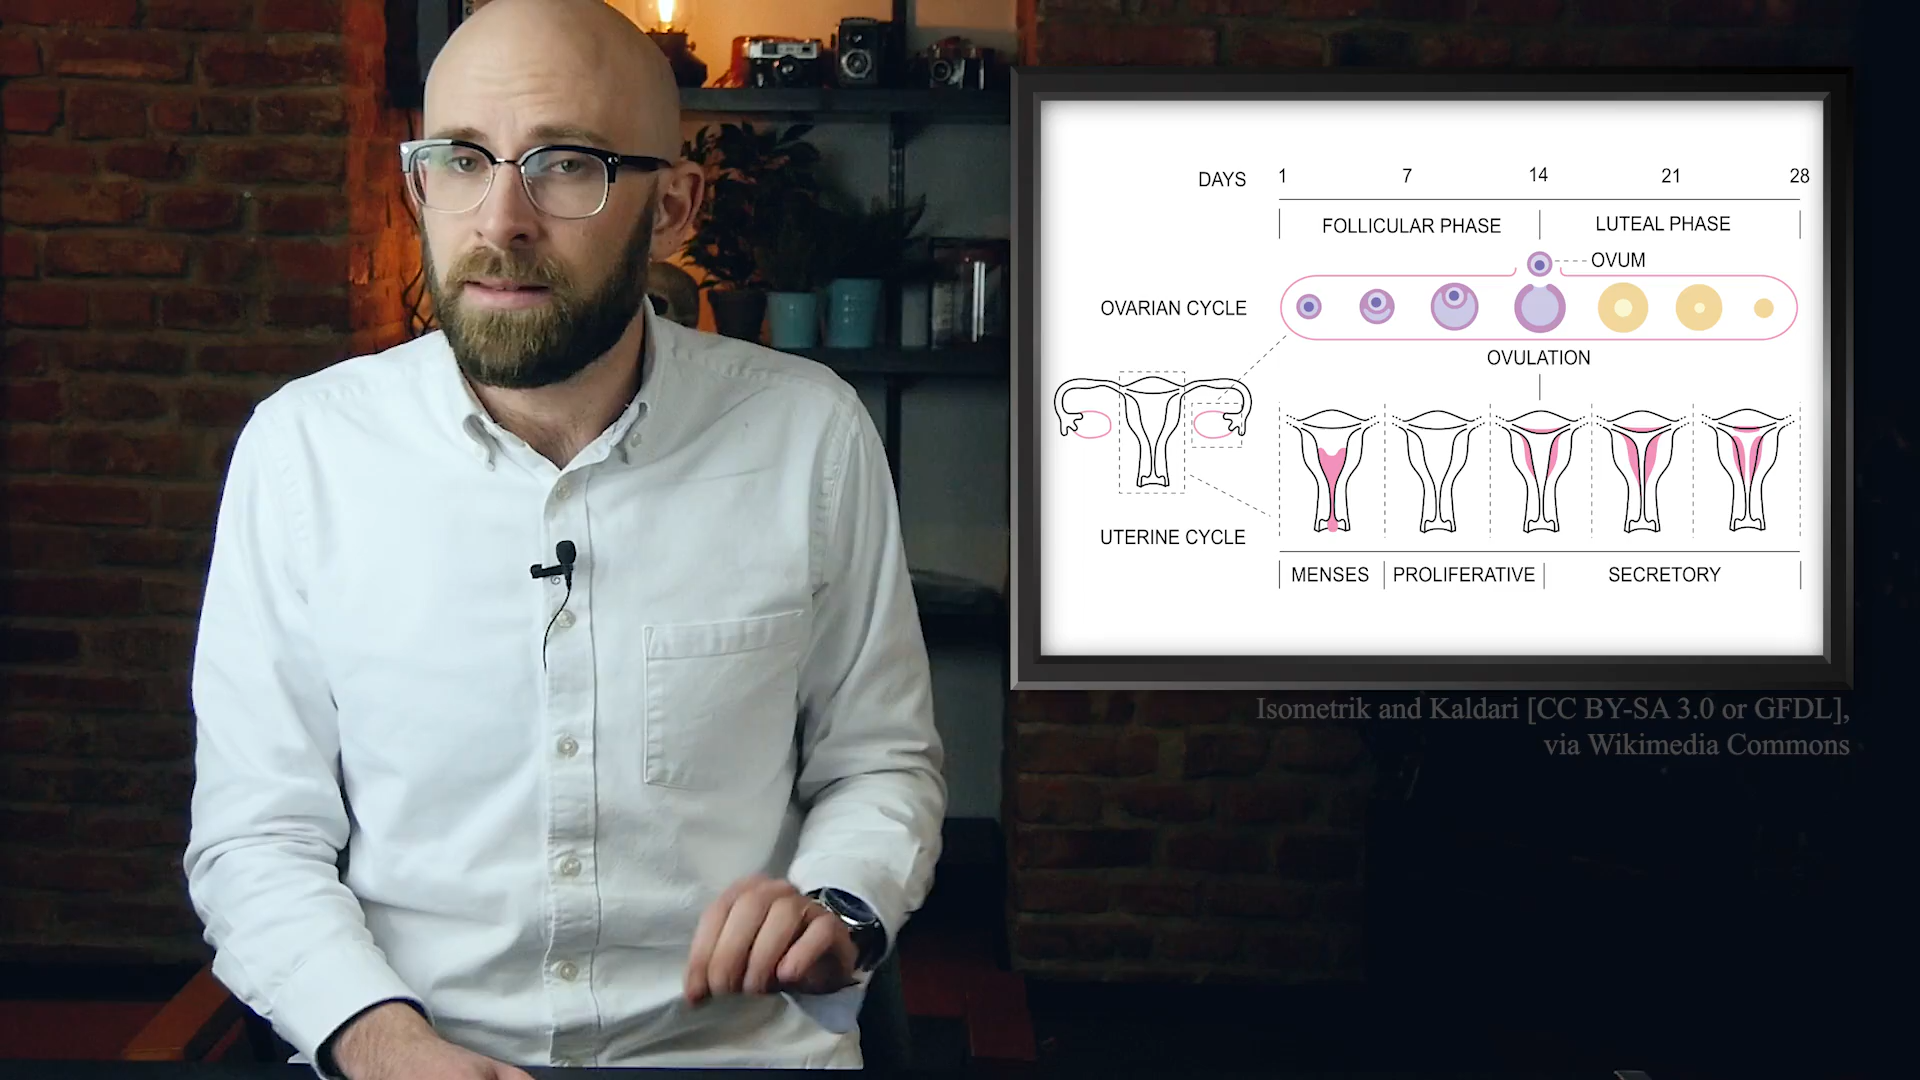 DAYS 1 7 14 21 28
FOLLICULAR PHASE LUTEAL PHASE
OVUM
OVARIAN CYCLE
OVULATION
UTERINE CYCLE
MENSES PROLIFERATIVE SECRETORY
Isometrik and Kaldari [CC BY-SA 3.0 or GFDL],
via Wikimedia Commons